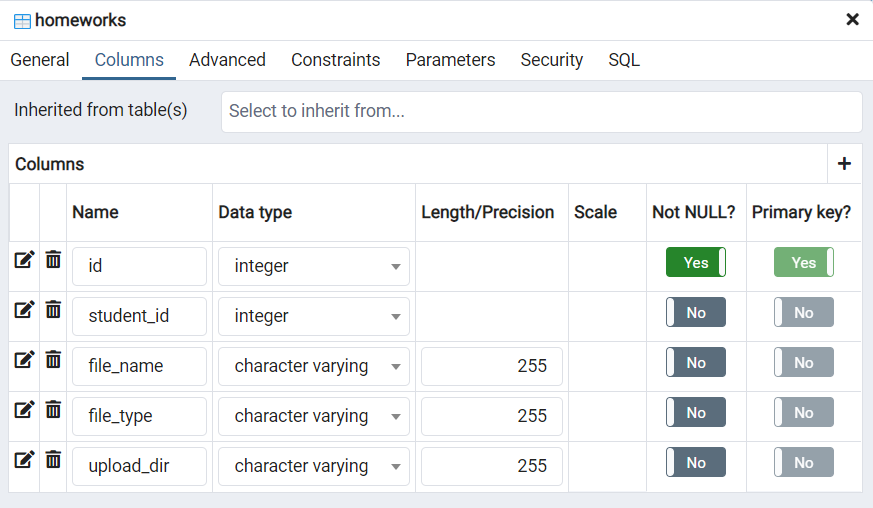 homeworks
General Columns Advanced Constraints Parameters Security SQL
Inherited from table(s) Select to inherit from...
Columns
Name Data type Length/Precision Scale Not NULL? Primary key?
id integer Yes Yes
student_id integer No No
file_name character varying 255 No No
file_type character varying 255 No No
upload_dir character varying 255 No No